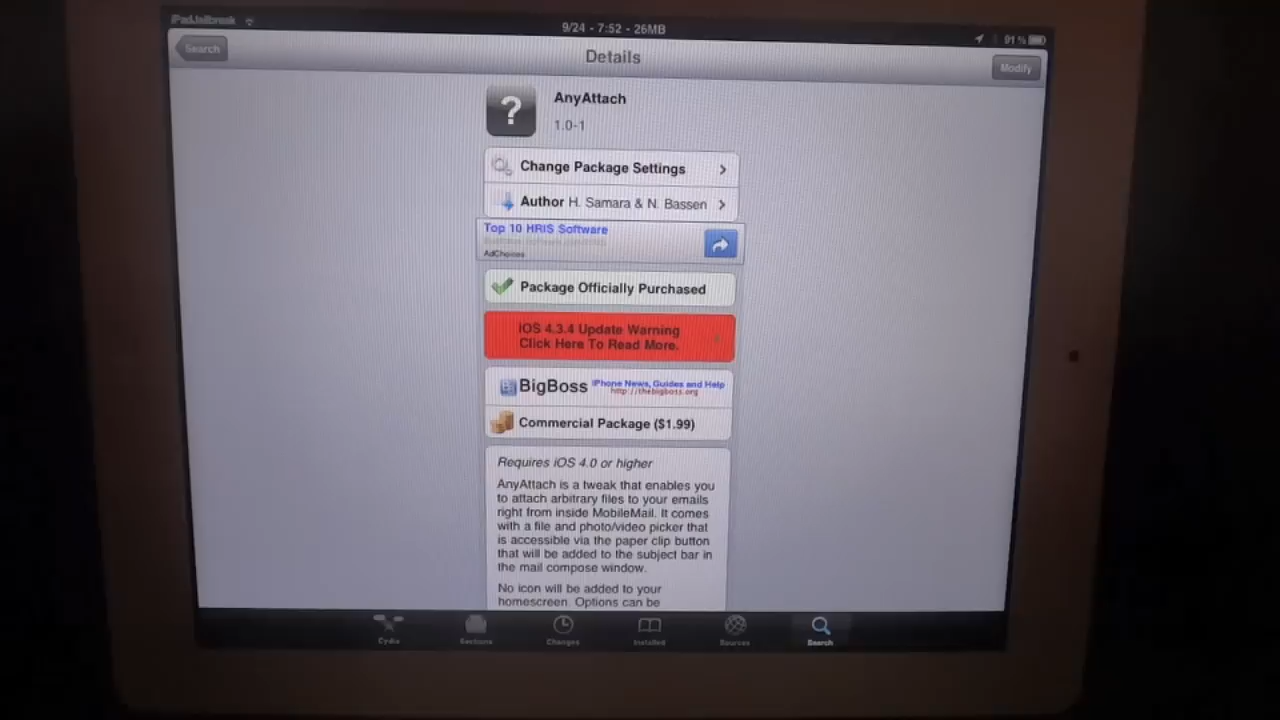 iPadJailbreak
9/24 - 7:52 - 26MB
91%
Search
Details
Modify
?
AnyAttach
1.0-1
Change Package Settings
Author H. Samara & N. Bassen
Top 10 HRIS Software
AdChoices
Package Officially Purchased
iOS 4.3.4 Update Warning
Click Here To Read More.
BigBoss iPhone News, Guides and Help
http://thebigboss.org
Commercial Package ($1.99)
Requires iOS 4.0 or higher
AnyAttach is a tweak that enables you
to attach arbitrary files to your emails
right from inside MobileMail. It comes
with a file and photo/video picker that
is accessible via the paper clip button
that will be added to the subject bar in
the mail compose window.
No icon will be added to your
homescreen. Options can be
Cydia
Sections
Changes
Installed
Sources
Search